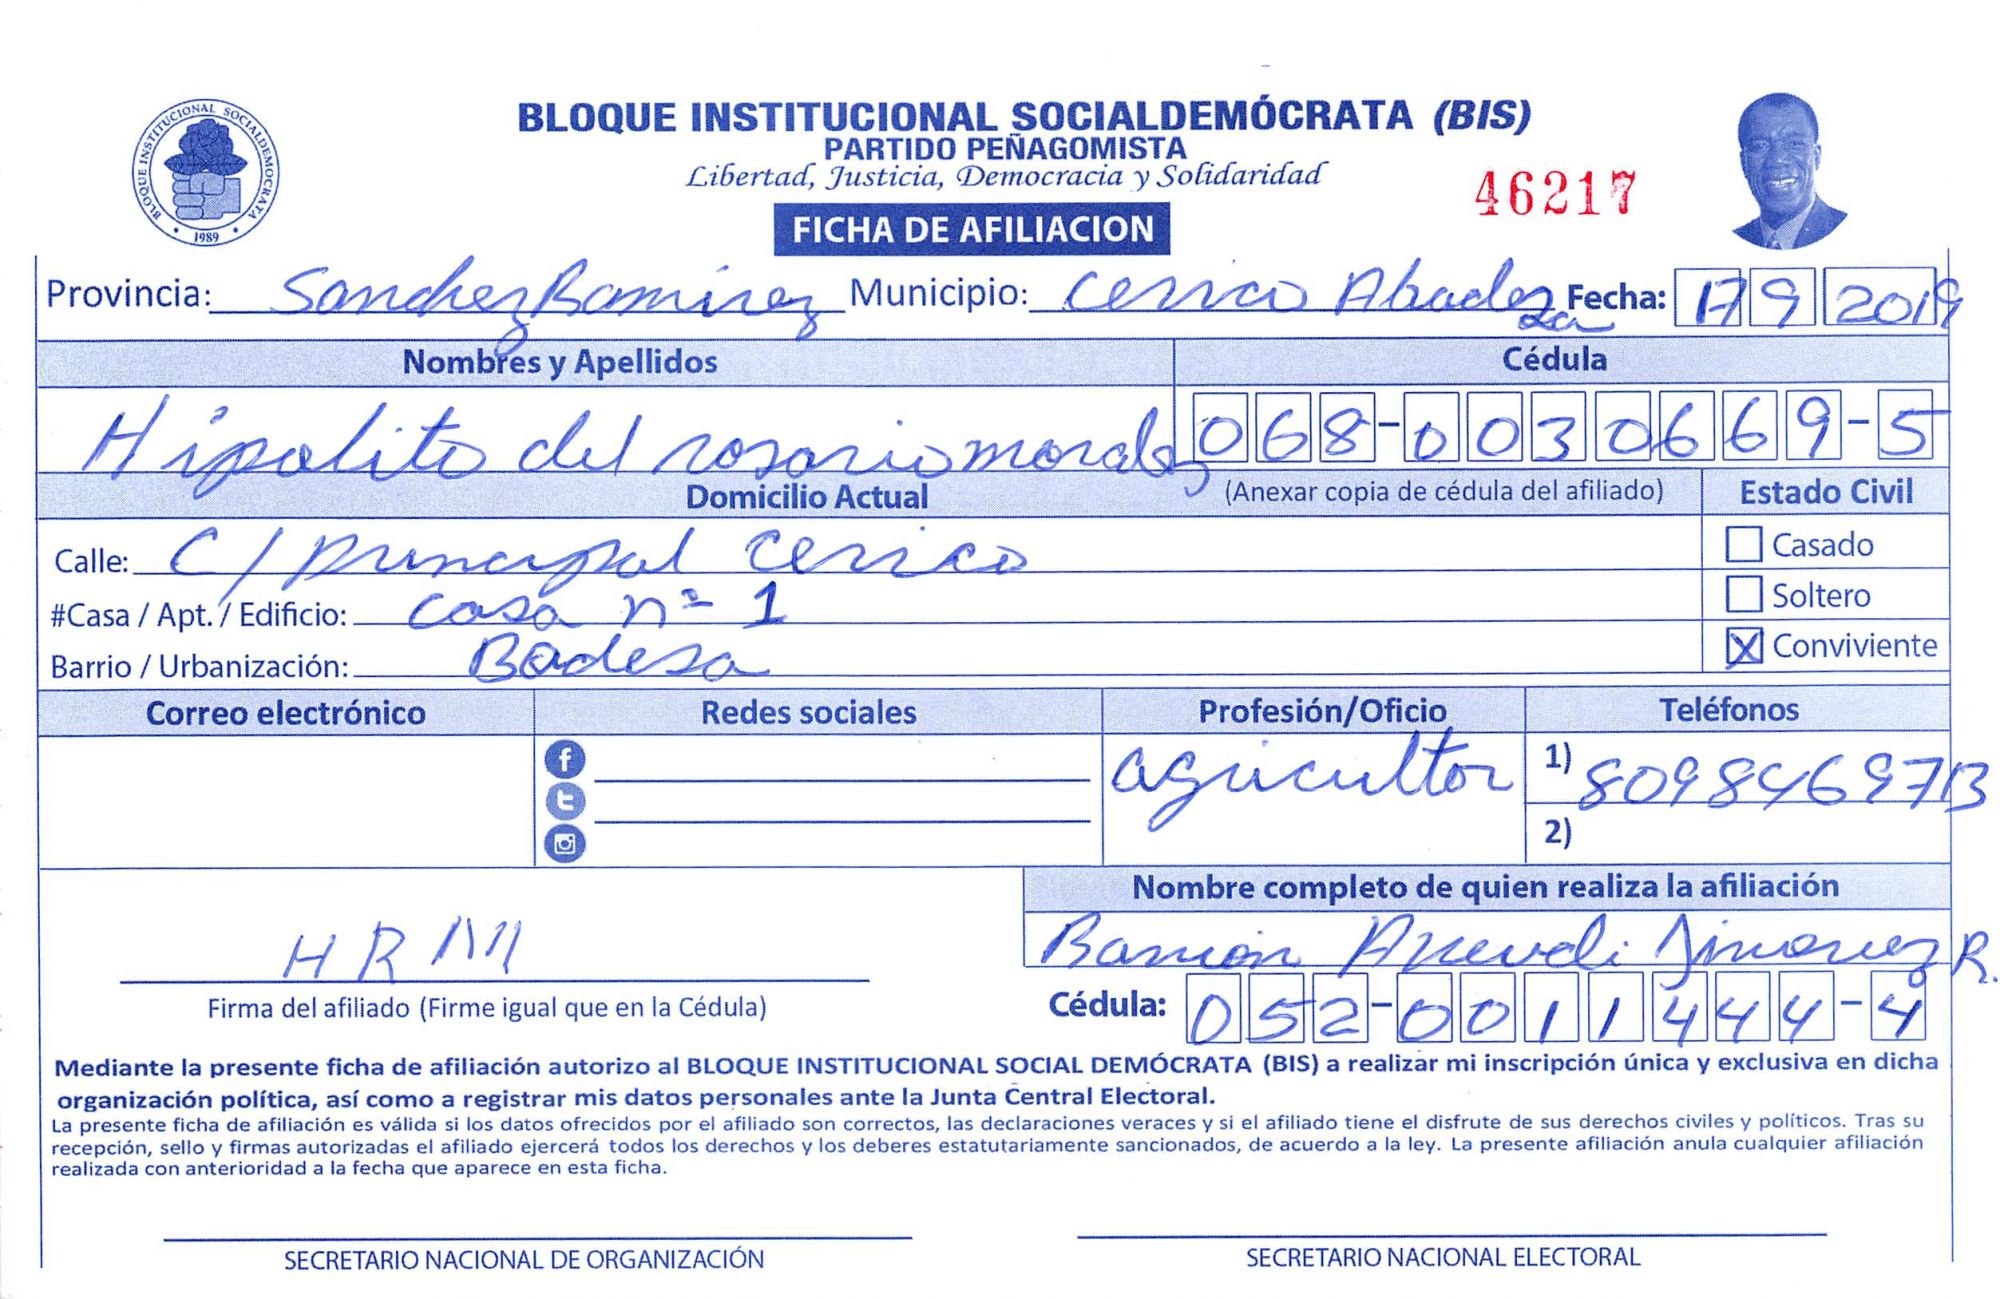 BLOQUE INSTITUCIONAL SOCIALDEMÓCRATA (BIS)
PARTIDO PEÑAGOMISTA
Libertad, Justicia, Democracia y Solidaridad
46217
FICHA DE AFILIACION
BLOQUE INSTITUCIONAL SOCIALDEMOCRATA
1989
Provincia: Sanchez Ramirez Municipio: Cevico Abadesa Fecha: 17 9 2019
Nombres y Apellidos Cédula
Hipolito del rosario morales 068-0030669-5
Domicilio Actual (Anexar copia de cédula del afiliado) Estado Civil
Calle: C/ principal Cevico Casado
#Casa / Apt. / Edificio: casa nº 1 Soltero
Barrio / Urbanización: Badesa X Conviviente
Correo electrónico Redes sociales Profesión/Oficio Teléfonos
agricultor 1) 
2)
Nombre completo de quien realiza la afiliación
HRM Ramón Jimenez R.
Firma del afiliado (Firme igual que en la Cédula) Cédula: 052-0011444-4
Mediante la presente ficha de afiliación autorizo al BLOQUE INSTITUCIONAL SOCIAL DEMÓCRATA (BIS) a realizar mi inscripción única y exclusiva en dicha
organización política, así como a registrar mis datos personales ante la Junta Central Electoral.
La presente ficha de afiliación es válida si los datos ofrecidos por el afiliado son correctos, las declaraciones veraces y si el afiliado tiene el disfrute de sus derechos civiles y políticos. Tras su
recepción, sello y firmas autorizadas el afiliado ejercerá todos los derechos y los deberes estatutariamente sancionados, de acuerdo a la ley. La presente afiliación anula cualquier afiliación
realizada con anterioridad a la fecha que aparece en esta ficha.
SECRETARIO NACIONAL DE ORGANIZACIÓN SECRETARIO NACIONAL ELECTORAL